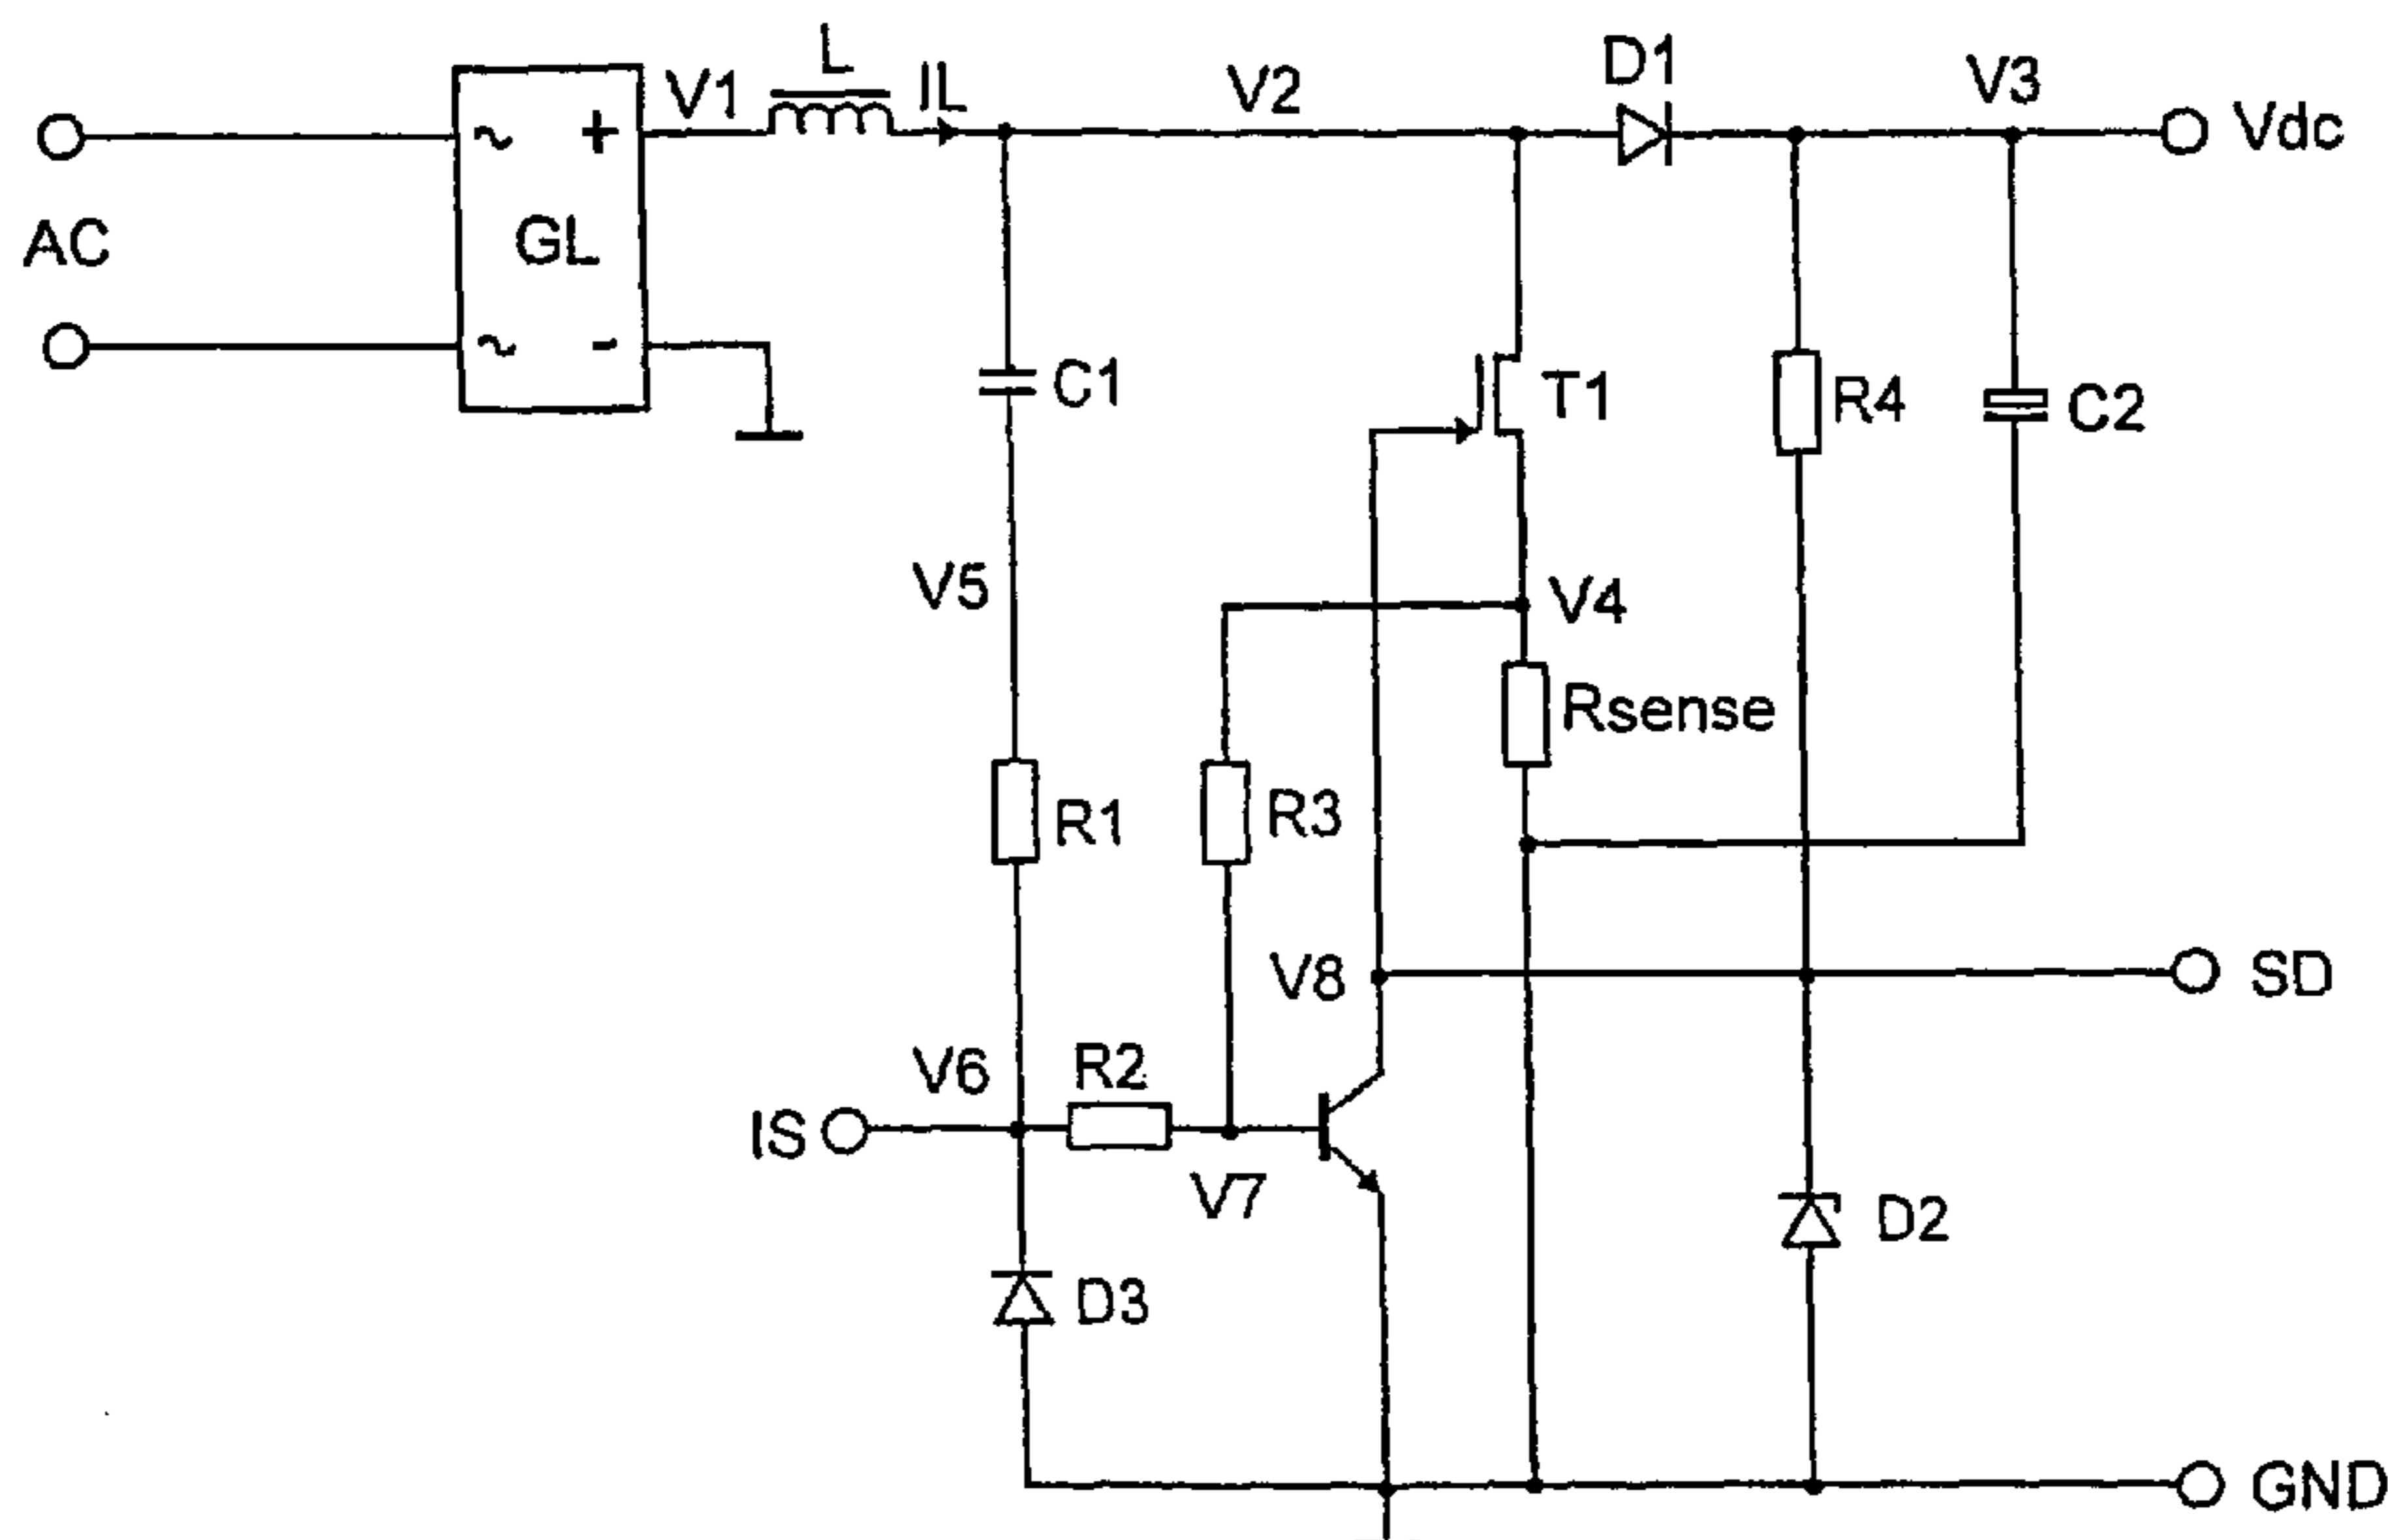 L
D1
V1
IL
V2
V3
Vdc
~
+
AC
GL
~
-
C1
T1
R4
C2
V5
V4
Rsense
R1
R3
V8
SD
V6
R2
IS
V7
D2
D3
GND